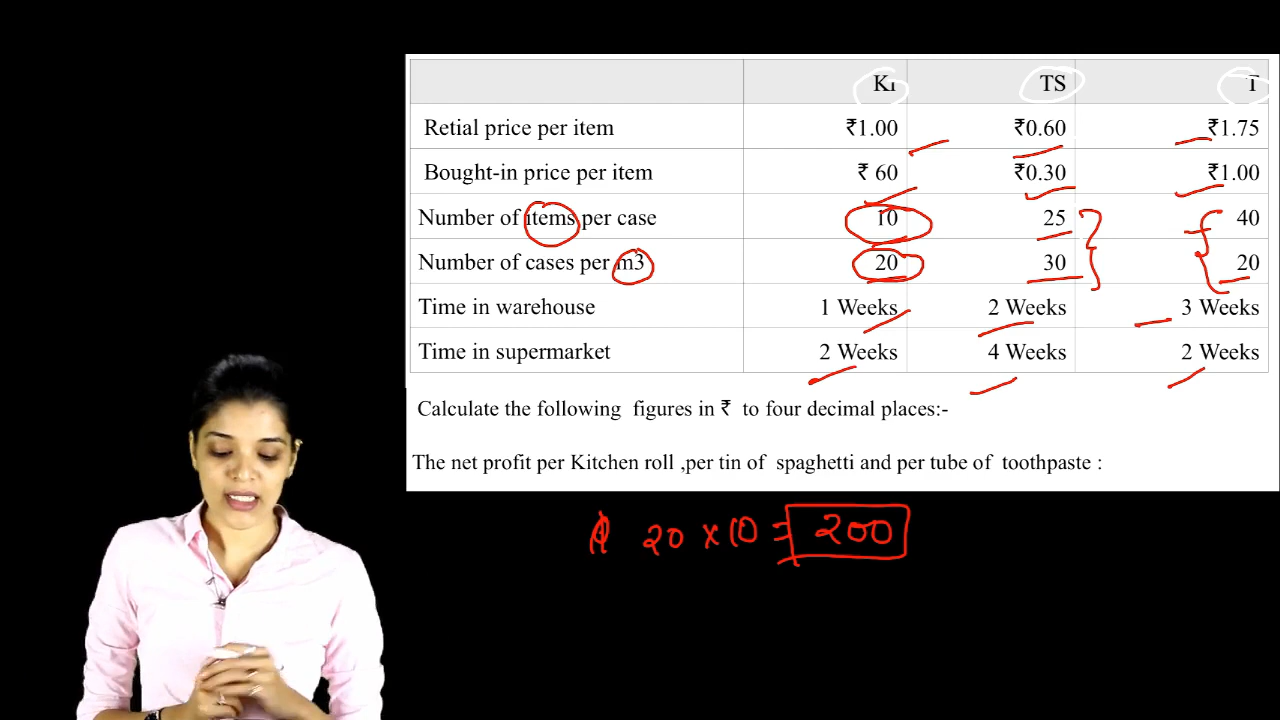 Kr TS T
Retial price per item ₹1.00 ₹0.60 ₹1.75
Bought-in price per item ₹ 60 ₹0.30 ₹1.00
Number of items per case 10 25 40
Number of cases per m3 20 30 20
Time in warehouse 1 Weeks 2 Weeks 3 Weeks
Time in supermarket 2 Weeks 4 Weeks 2 Weeks
Calculate the following figures in ₹ to four decimal places:-
The net profit per Kitchen roll ,per tin of spaghetti and per tube of toothpaste :
20 x 10 = 200